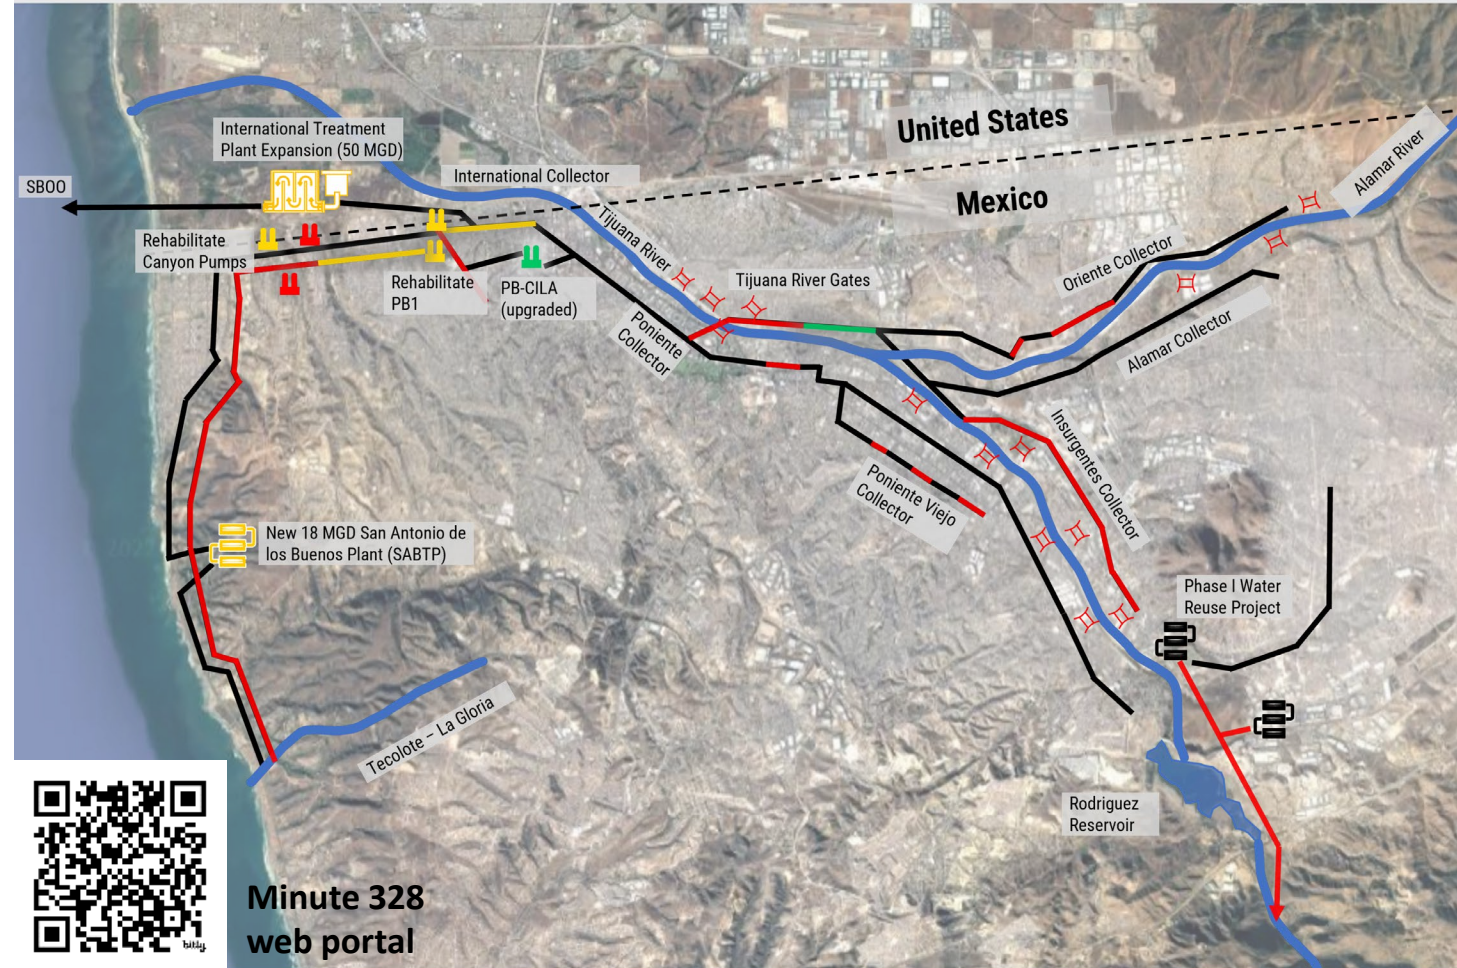 United States
Mexico
International Treatment
Plant Expansion (50 MGD)
SBOO
International Collector
Alamar River
Rehabilitate
Canyon Pumps
Tijuana River
Tijuana River Gates
Oriente Collector
Rehabilitate
PB1
PB-CILA
(upgraded)
Poniente
Collector
Alamar Collector
Insurgentes Collector
Poniente Viejo
Collector
New 18 MGD San Antonio de
los Buenos Plant (SABTP)
Phase I Water
Reuse Project
Tecolote – La Gloria
Rodriguez
Reservoir
bitly
Minute 328
web portal